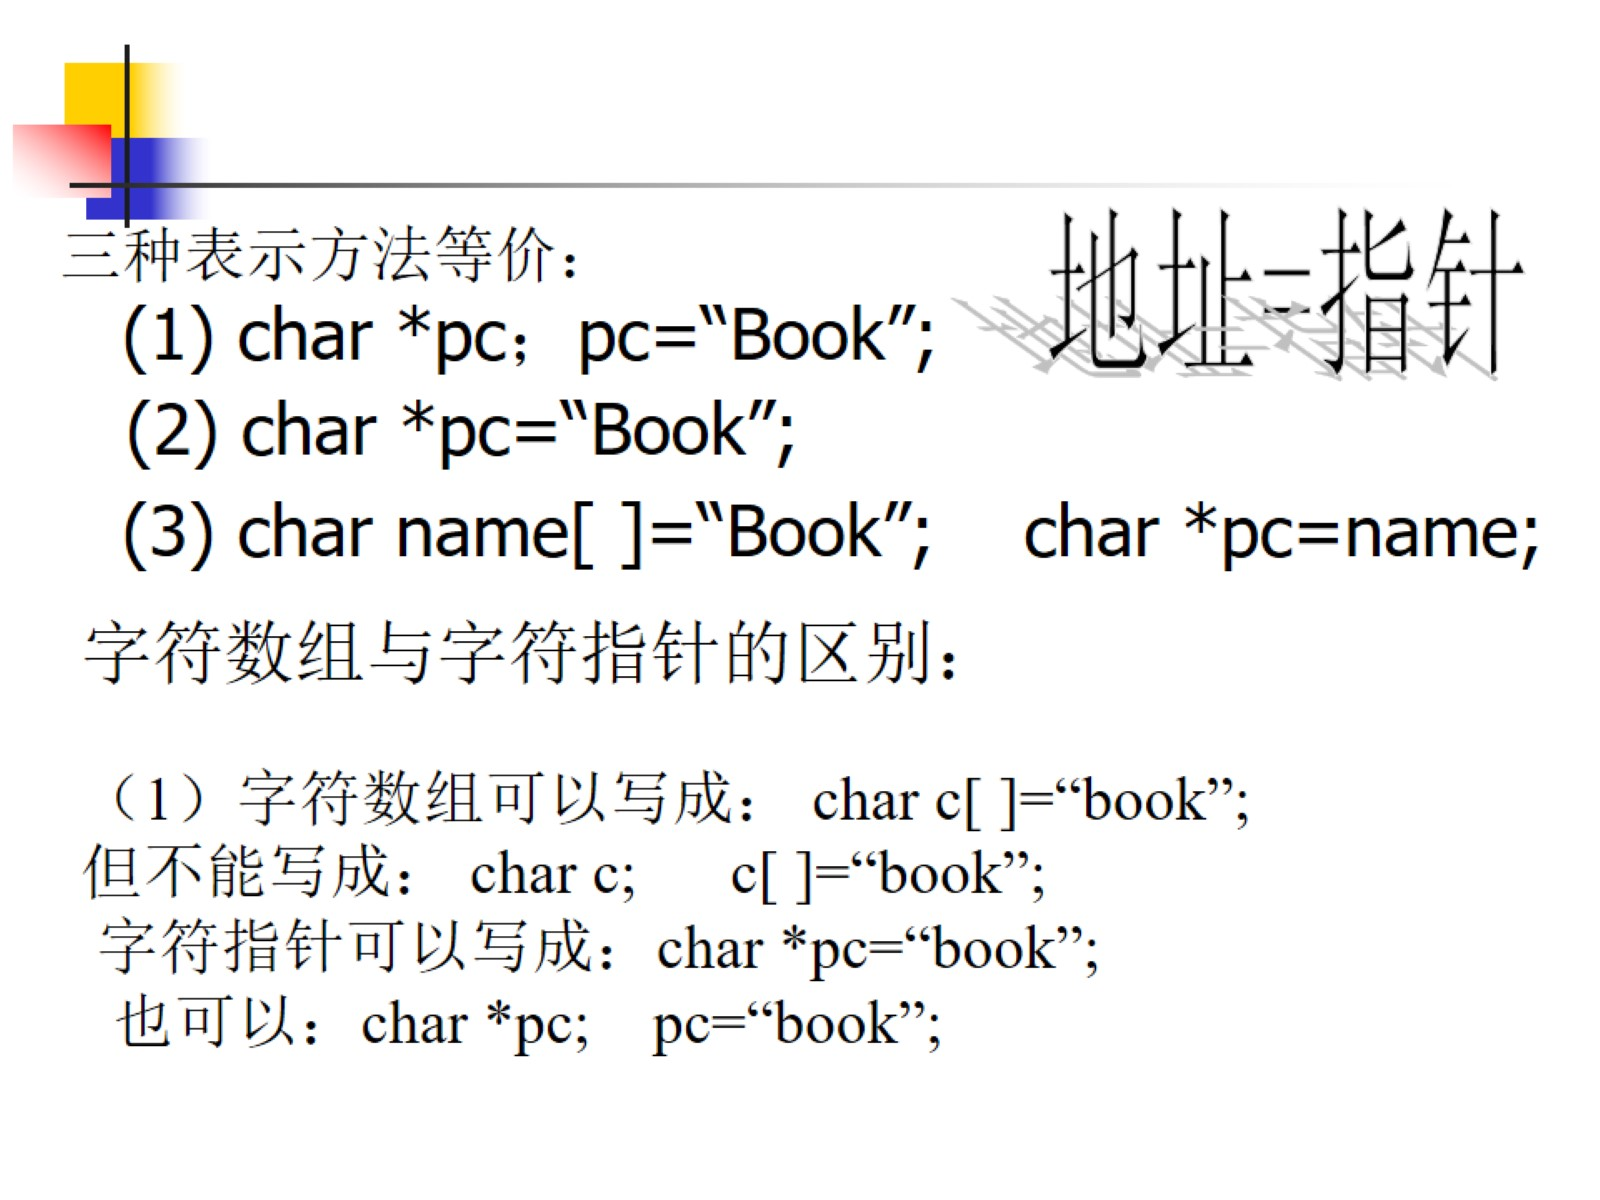 三种表示方法等价：
地址=指针
(1) char *pc；pc=“Book”;
(2) char *pc=“Book”;
(3) char name[ ]=“Book”; char *pc=name;
字符数组与字符指针的区别：
（1）字符数组可以写成： char c[ ]=“book”;
但不能写成： char c; c[ ]=“book”;
字符指针可以写成：char *pc=“book”;
也可以：char *pc; pc=“book”;